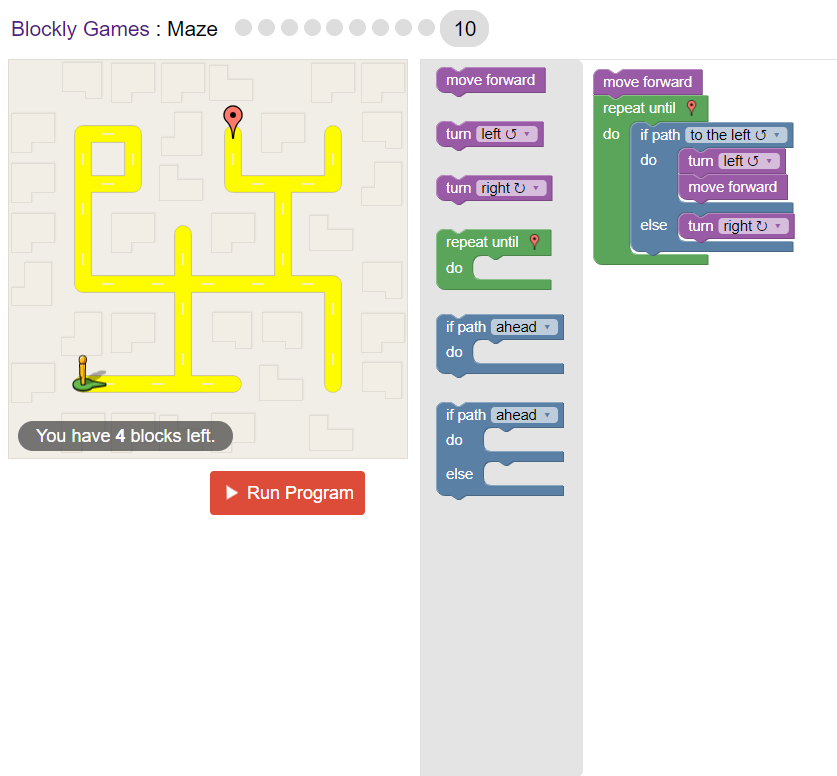 Blockly Games : Maze 10
You have 4 blocks left.
Run Program
move forward
turn left ↺ ▾
turn right ↻ ▾
repeat until
do
if path ahead ▾
do
if path ahead ▾
do
else
move forward
repeat until
do if path to the left ↺ ▾
do turn left ↺ ▾
move forward
else turn right ↻ ▾